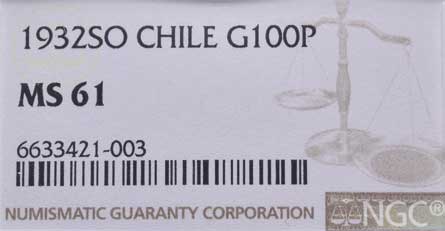 1932SO CHILE G100P
MS 61
6633421-003
NUMISMATIC GUARANTY CORPORATION NGC®